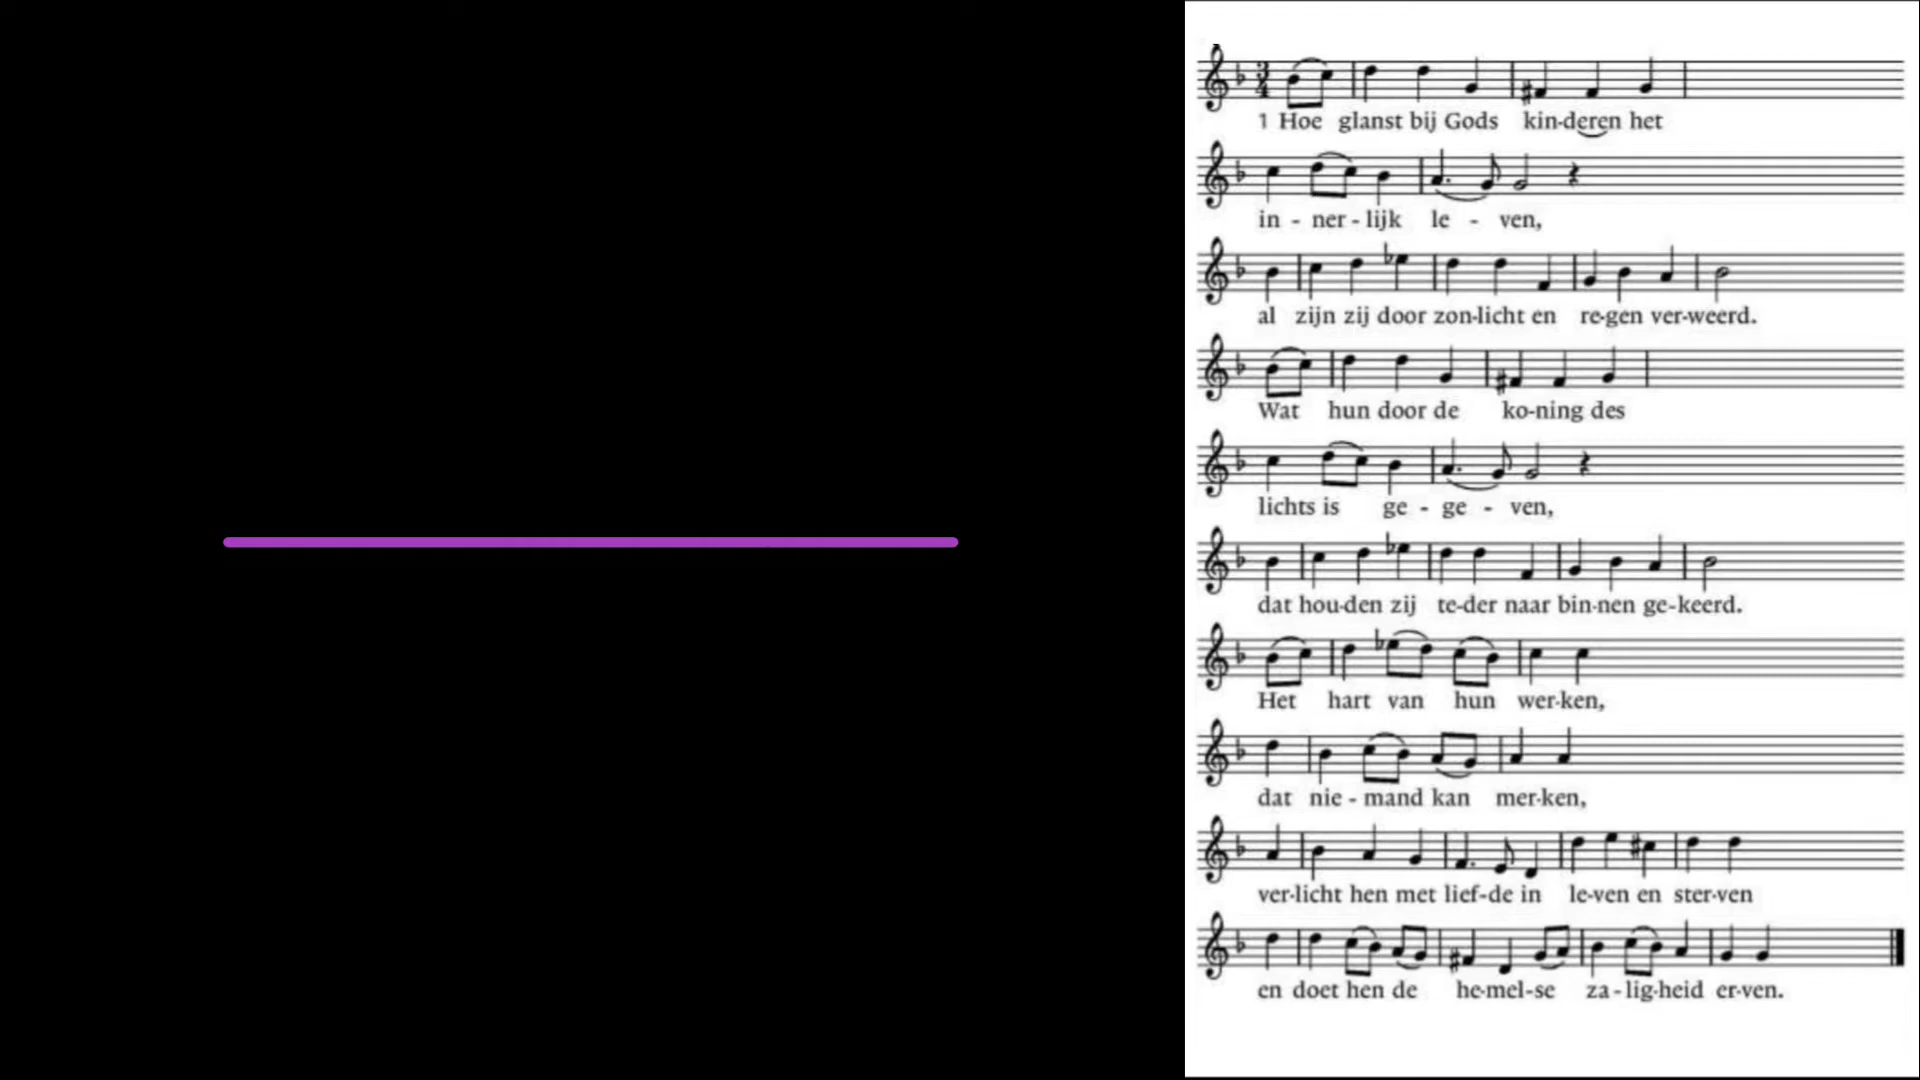 1 Hoe glanst bij Gods kin-deren het
in - ner - lijk le - ven,
al zijn zij door zon-licht en re-gen ver-weerd.
Wat hun door de ko-ning des
lichts is ge - ge - ven,
dat hou-den zij te-der naar bin-nen ge-keerd.
Het hart van hun wer-ken,
dat nie - mand kan mer-ken,
ver-licht hen met lief-de in le-ven en ster-ven
en doet hen de he-mel-se za-lig-heid er-ven.